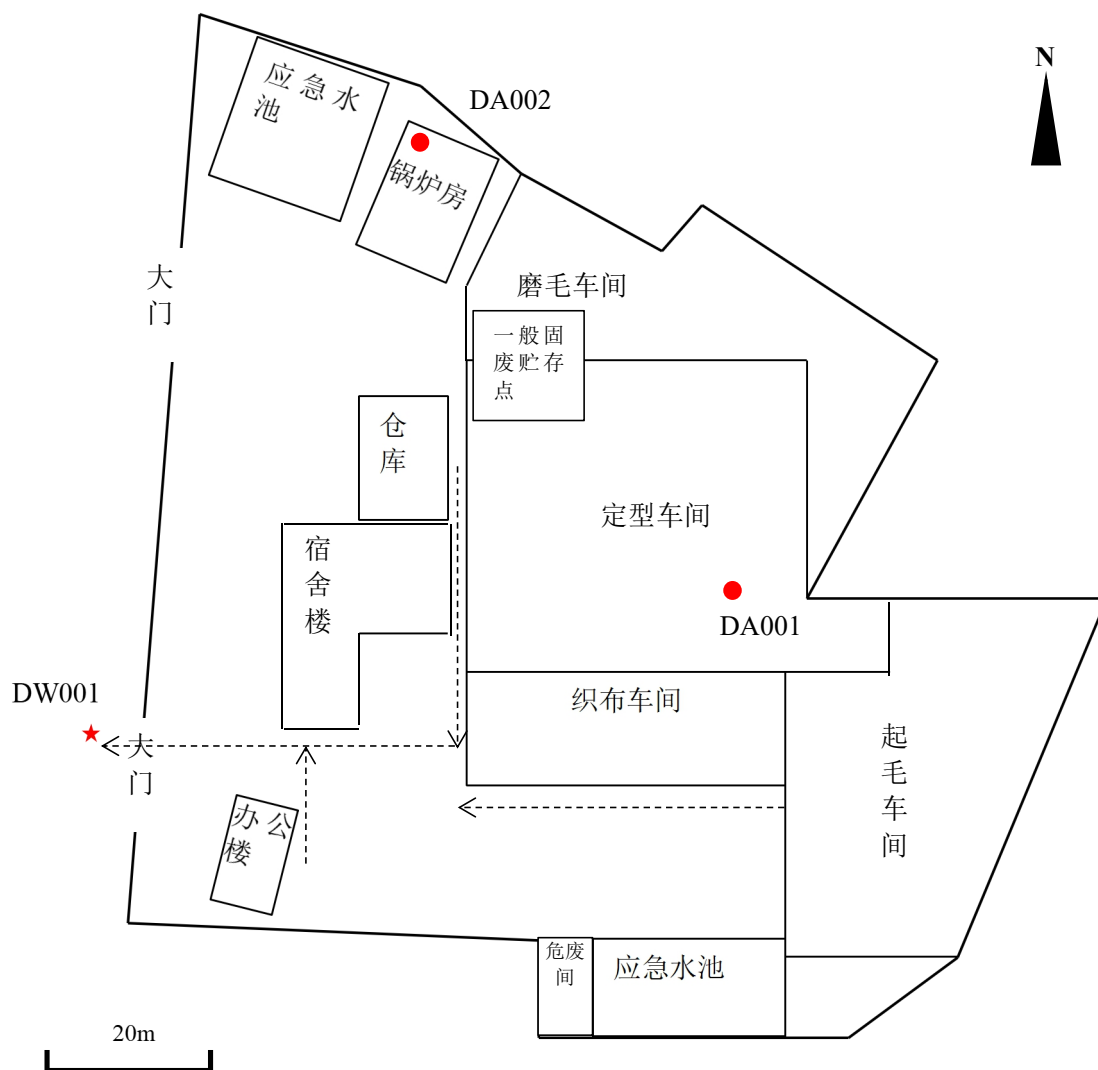 N
DA002
应急水
池
锅炉房
大
门
磨毛车间
一般固
废贮存
点
仓
库
定型车间
宿
舍
楼
DA001
DW001
织布车间
大
门
起
毛
车
间
办公
楼
危废
间
应急水池
20m